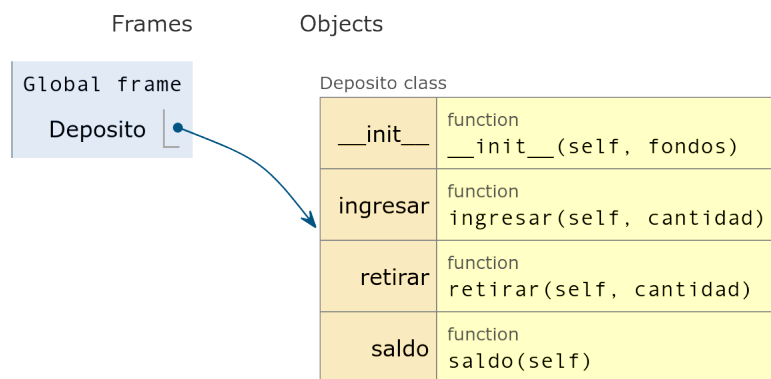 Frames
Objects
Global frame
Deposito
Deposito class
__init__
function
__init__(self, fondos)
ingresar
function
ingresar(self, cantidad)
retirar
function
retirar(self, cantidad)
saldo
function
saldo(self)